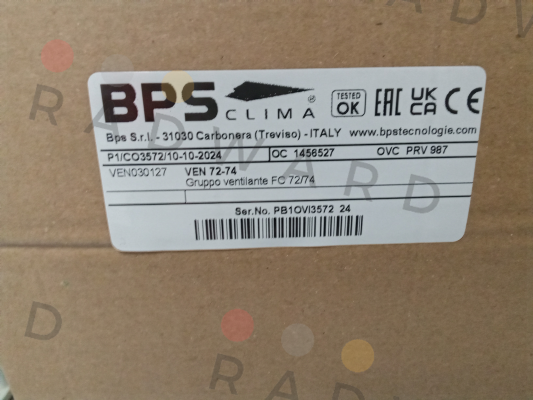 BPS CLIMA ® TESTED OK EAC UK CA CE
Bps S.r.l. - 31030 Carbonera (Treviso) - ITALY www.bpstecnologie.com
P1/CO3572/10-10-2024 OC 1456527 OVC PRV 987
VEN030127 VEN 72-74
Gruppo ventilante FC 72/74
Ser.No. PB1OVI3572 24
RADWARD
D RADWARD